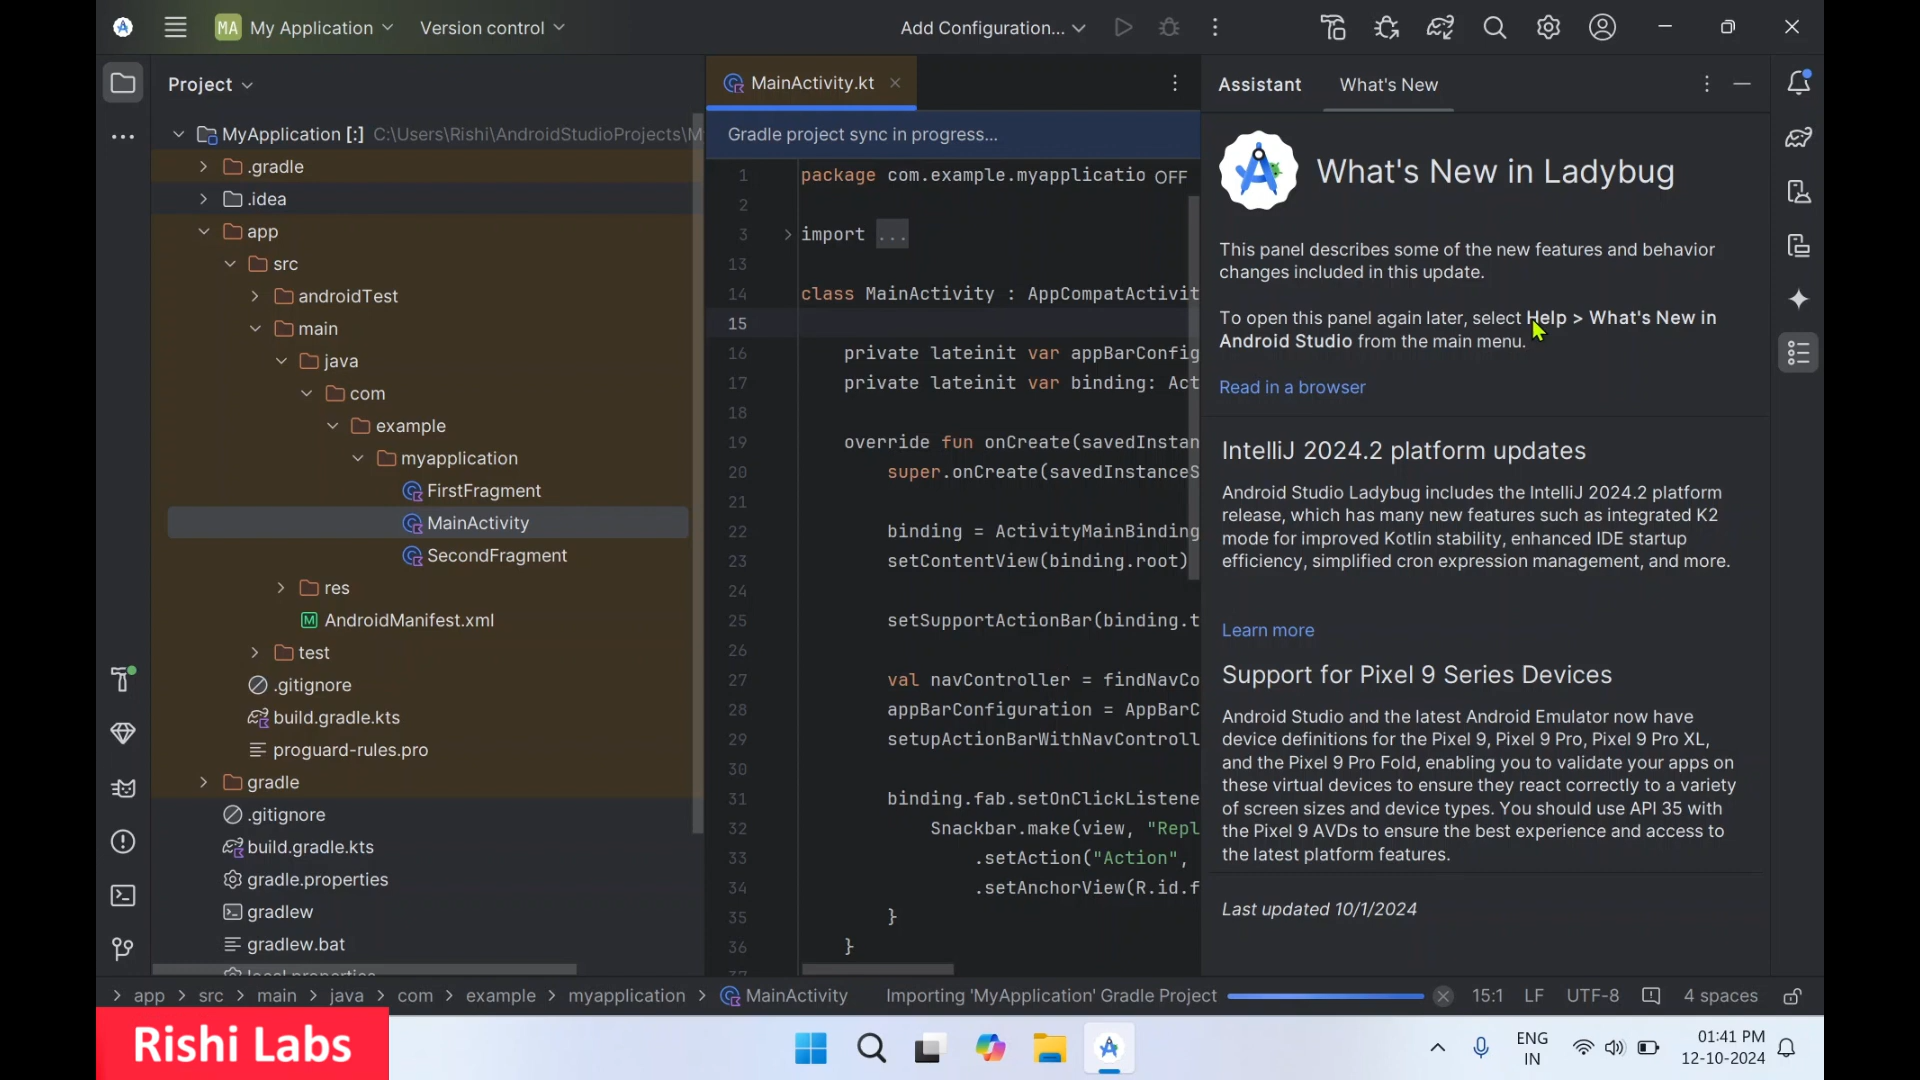 MA My Application
Version control
Add Configuration...
Project
MyApplication [:] C:\Users\Rishi\AndroidStudioProjects\M
.gradle
.idea
app
src
androidTest
main
java
com
example
myapplication
FirstFragment
MainActivity
SecondFragment
res
AndroidManifest.xml
test
.gitignore
build.gradle.kts
proguard-rules.pro
gradle
.gitignore
build.gradle.kts
gradle.properties
gradlew
gradlew.bat
local.properties
MainActivity.kt
Gradle project sync in progress...
1 package com.example.myapplicatio OFF
2
3 import ...
13
14 class MainActivity : AppCompatActivit
15
16 private lateinit var appBarConfig
17 private lateinit var binding: Act
18
19 override fun onCreate(savedInstan
20 super.onCreate(savedInstanceS
21
22 binding = ActivityMainBinding
23 setContentView(binding.root)
24
25 setSupportActionBar(binding.t
26
27 val navController = findNavCo
28 appBarConfiguration = AppBarC
29 setupActionBarWithNavControll
30
31 binding.fab.setOnClickListene
32 Snackbar.make(view, "Repl
33 .setAction("Action",
34 .setAnchorView(R.id.f
35 }
36 }
37
Assistant
What's New
What's New in Ladybug
This panel describes some of the new features and behavior
changes included in this update.
To open this panel again later, select Help > What's New in
Android Studio from the main menu.
Read in a browser
IntelliJ 2024.2 platform updates
Android Studio Ladybug includes the IntelliJ 2024.2 platform
release, which has many new features such as integrated K2
mode for improved Kotlin stability, enhanced IDE startup
efficiency, simplified cron expression management, and more.
Learn more
Support for Pixel 9 Series Devices
Android Studio and the latest Android Emulator now have
device definitions for the Pixel 9, Pixel 9 Pro, Pixel 9 Pro XL,
and the Pixel 9 Pro Fold, enabling you to validate your apps on
these virtual devices to ensure they react correctly to a variety
of screen sizes and device types. You should use API 35 with
the Pixel 9 AVDs to ensure the best experience and access to
the latest platform features.
Last updated 10/1/2024
> app > src > main > java > com > example > myapplication > MainActivity
Importing 'MyApplication' Gradle Project
15:1 LF UTF-8 4 spaces
Rishi Labs
ENG
IN
01:41 PM
12-10-2024